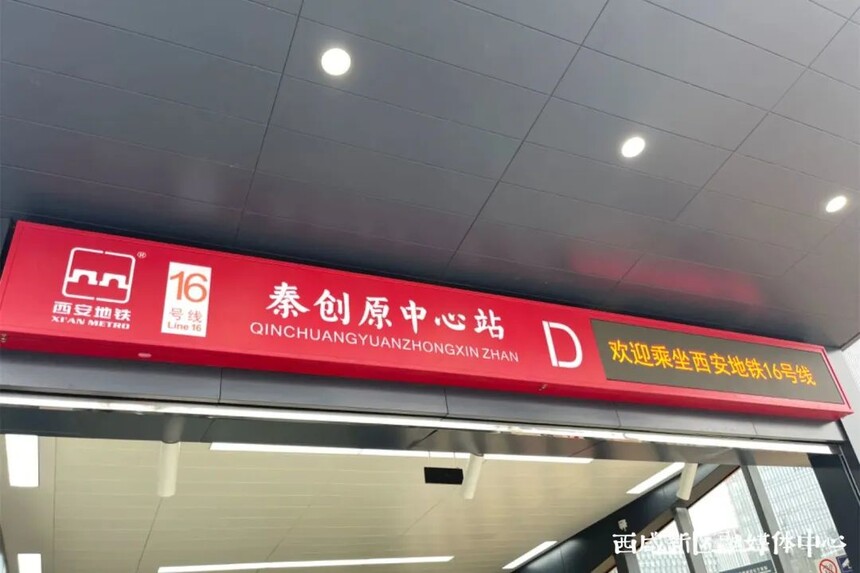 西安地铁
XI'AN METRO
®
16
号线
Line 16
秦创原中心站
QINCHUANGYUANZHONGXIN ZHAN
D
欢迎乘坐西安地铁16号线
西咸新区融媒体中心